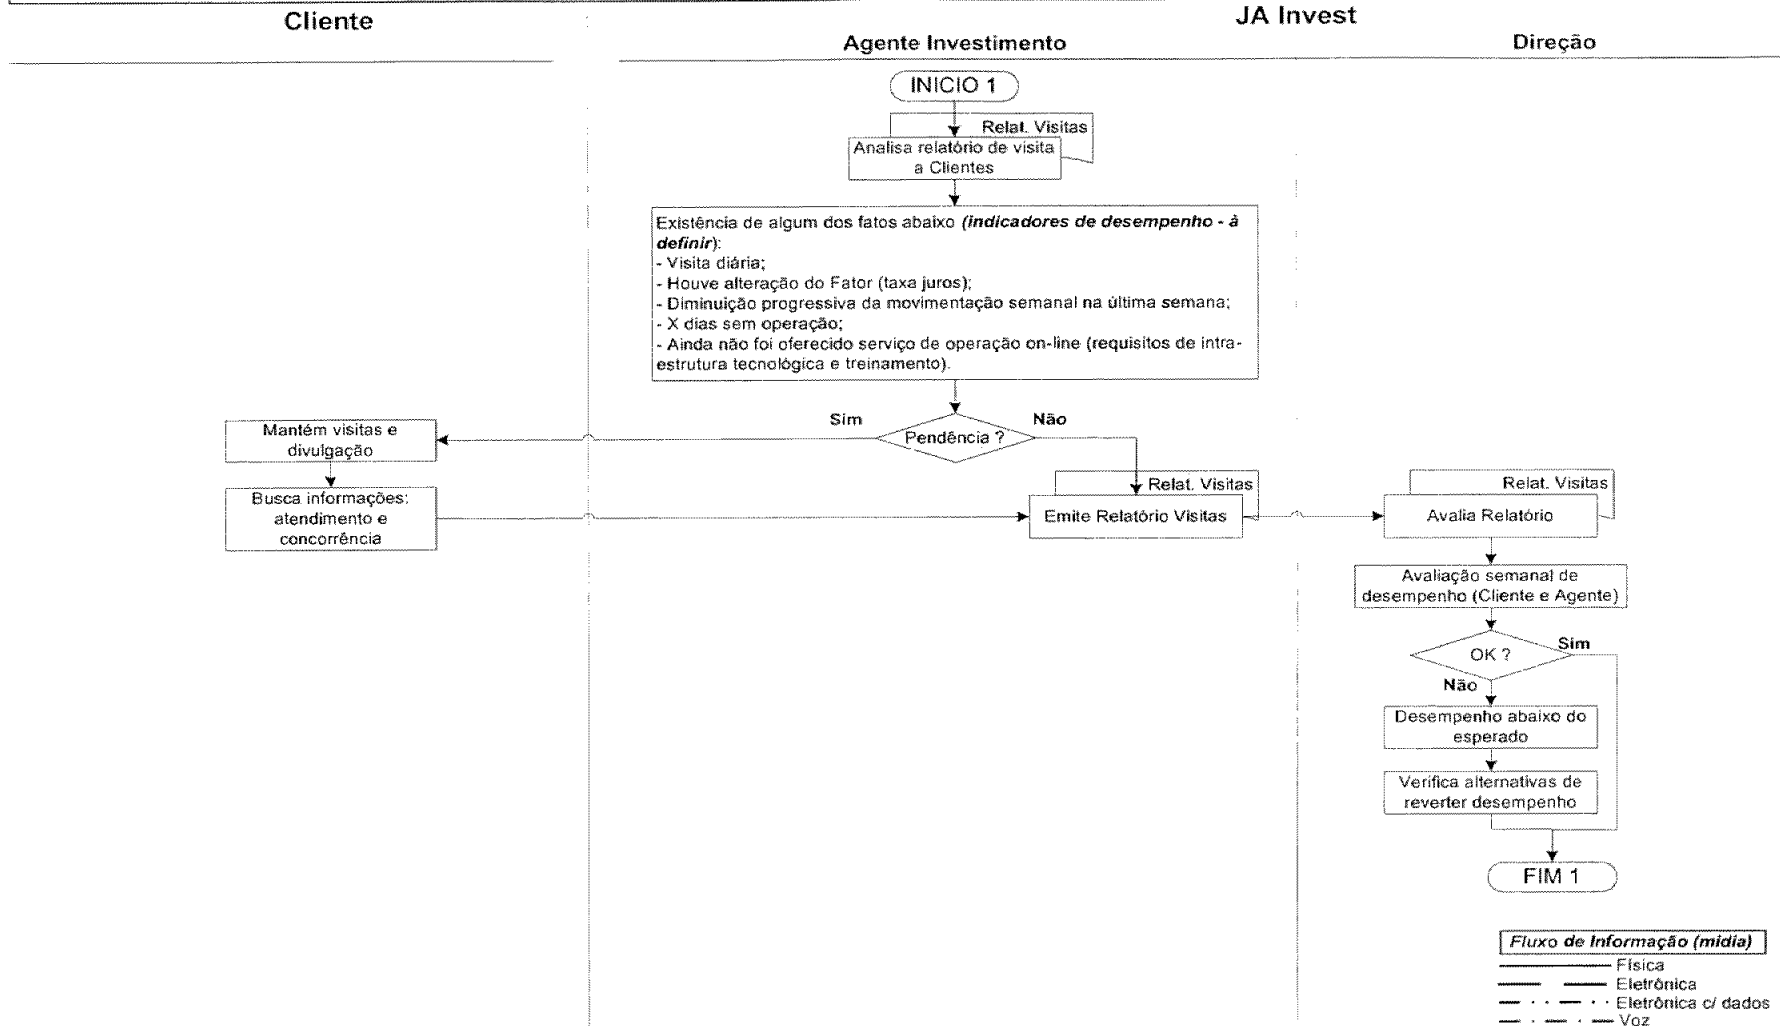 Cliente
JA Invest
Agente Investimento
Direção
INICIO 1
Relat. Visitas
Analisa relatório de visita
a Clientes
Existência de algum dos fatos abaixo (indicadores de desempenho - à
definir):
- Visita diária;
- Houve alteração do Fator (taxa juros);
- Diminuição progressiva da movimentação semanal na última semana;
- X dias sem operação;
- Ainda não foi oferecido serviço de operação on-line (requisitos de intra-
estrutura tecnológica e treinamento).
Sim
Não
Pendência ?
Mantém visitas e
divulgação
Busca informações:
atendimento e
concorrência
Relat. Visitas
Emite Relatório Visitas
Relat. Visitas
Avalia Relatório
Avaliação semanal de
desempenho (Cliente e Agente)
OK ?
Sim
Não
Desempenho abaixo do
esperado
Verifica alternativas de
reverter desempenho
FIM 1
Fluxo de Informação (mídia)
Física
Eletrônica
Eletrônica c/ dados
Voz